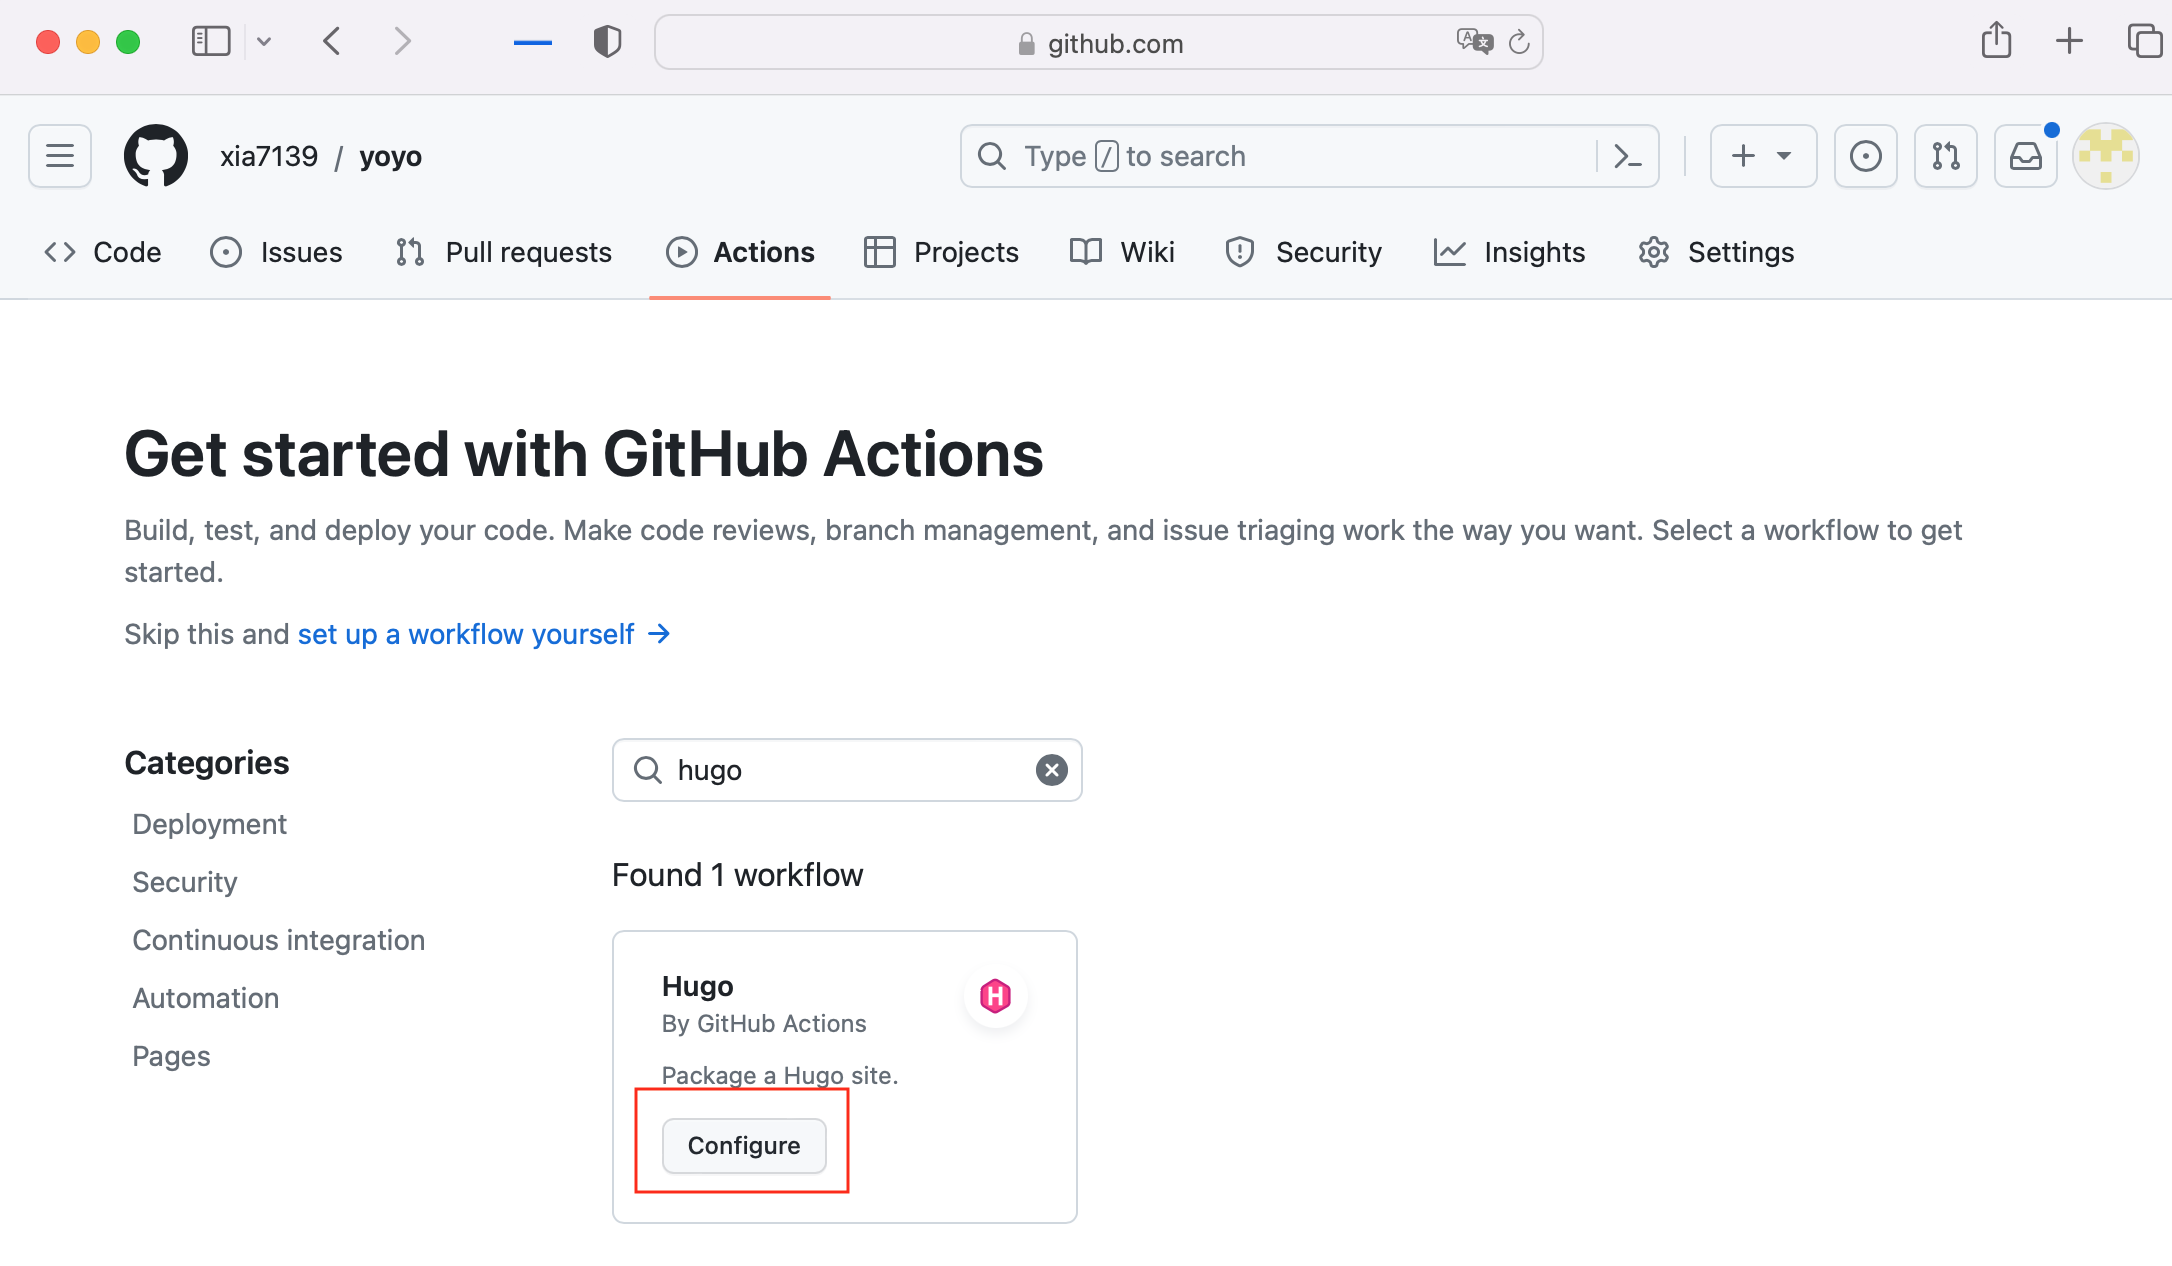 github.com
xia7139 / yoyo
Type / to search
Code Issues Pull requests Actions Projects Wiki Security Insights Settings
Get started with GitHub Actions
Build, test, and deploy your code. Make code reviews, branch management, and issue triaging work the way you want. Select a workflow to get
started.
Skip this and set up a workflow yourself →
Categories
Deployment
Security
Continuous integration
Automation
Pages
hugo
Found 1 workflow
Hugo
By GitHub Actions
Package a Hugo site.
Configure